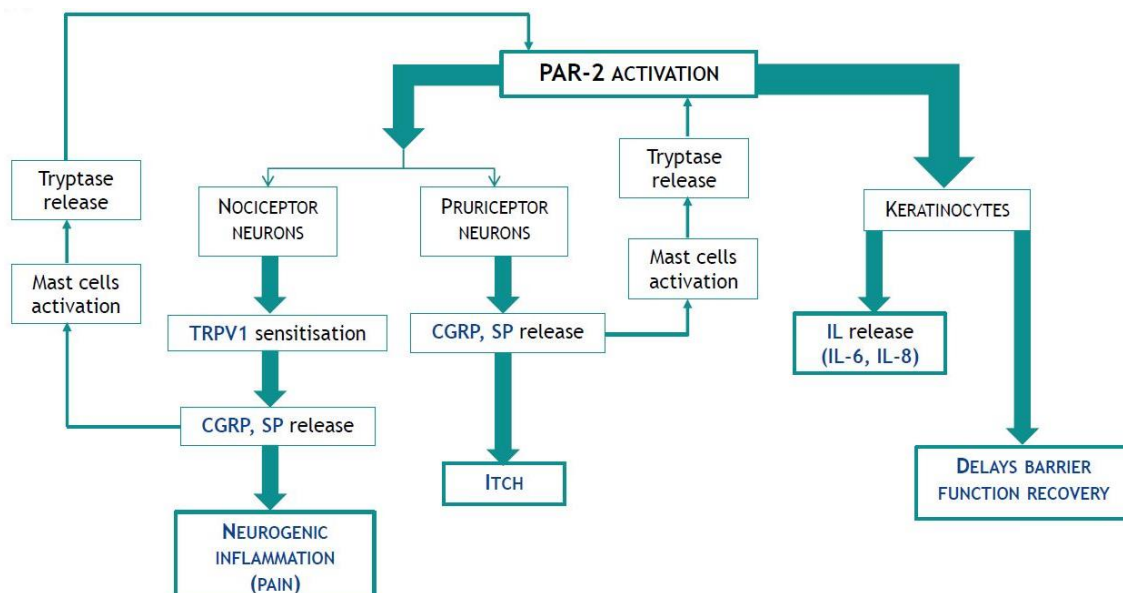 PAR-2 ACTIVATION
Tryptase
release
Mast cells
activation
NOCICEPTOR
NEURONS
TRPV1 sensitisation
CGRP, SP release
NEUROGENIC
INFLAMMATION
(PAIN)
PRURICEPTOR
NEURONS
CGRP, SP release
ITCH
Tryptase
release
Mast cells
activation
KERATINOCYTES
IL release
(IL-6, IL-8)
DELAYS BARRIER
FUNCTION RECOVERY